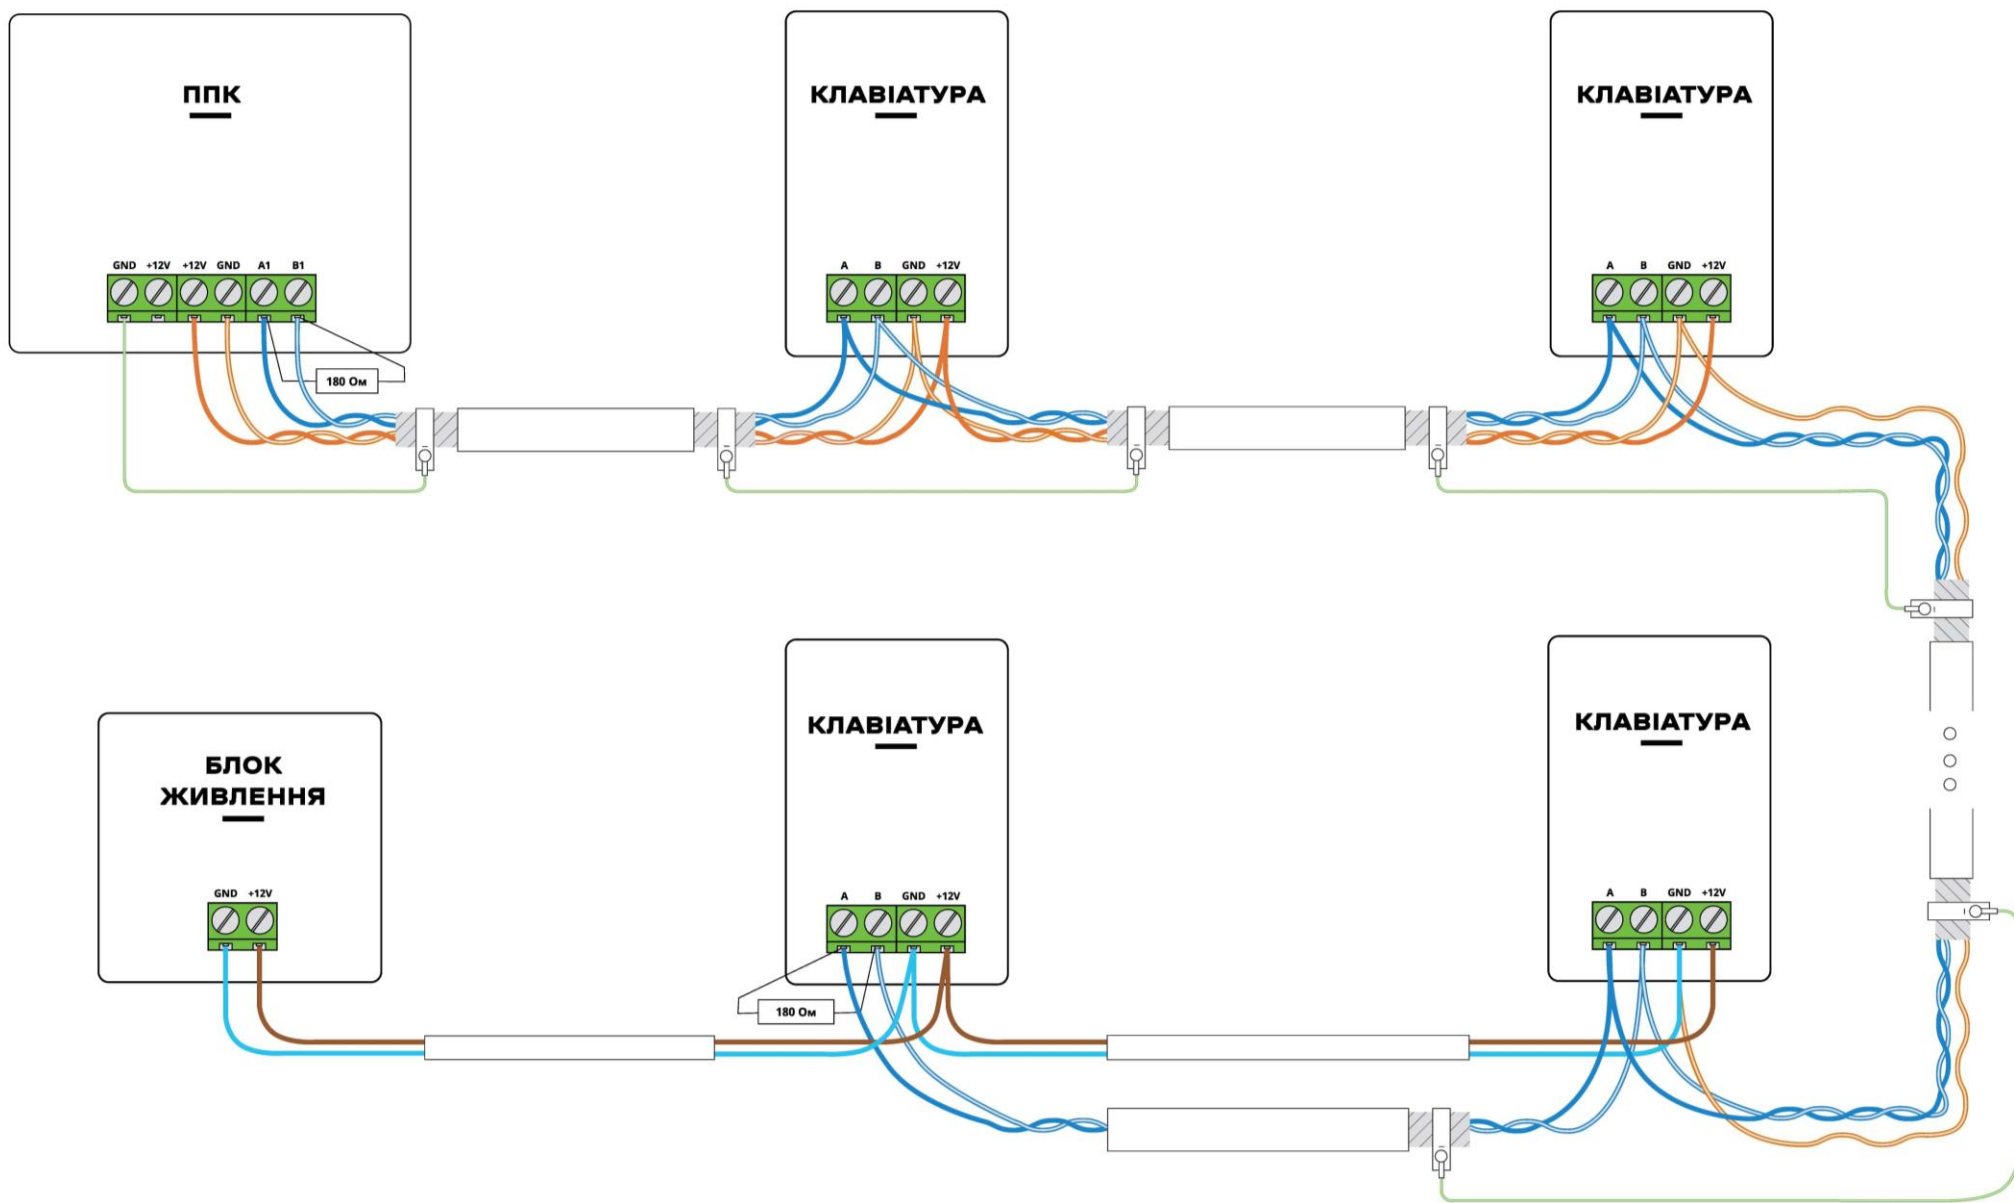 ППК
GND +12V +12V GND A1 B1
180 Ом
КЛАВІАТУРА
A B GND +12V
КЛАВІАТУРА
A B GND +12V
БЛОК
ЖИВЛЕННЯ
GND +12V
КЛАВІАТУРА
A B GND +12V
180 Ом
КЛАВІАТУРА
A B GND +12V